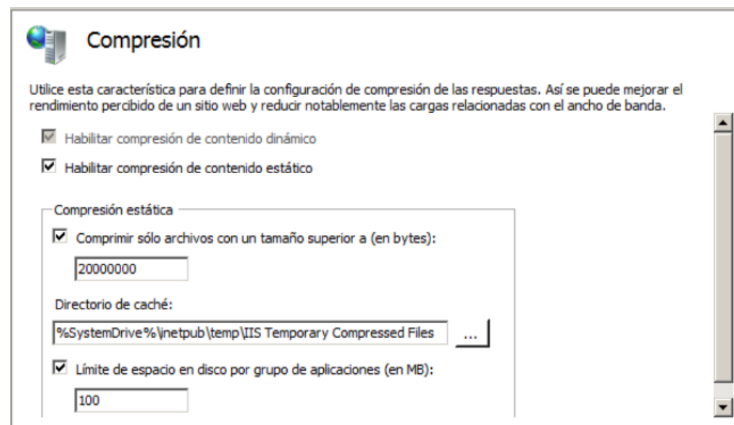 Compresión
Utilice esta característica para definir la configuración de compresión de las respuestas. Así se puede mejorar el
rendimiento percibido de un sitio web y reducir notablemente las cargas relacionadas con el ancho de banda.
Habilitar compresión de contenido dinámico
Habilitar compresión de contenido estático
Compresión estática
Comprimir sólo archivos con un tamaño superior a (en bytes):
20000000
Directorio de caché:
%SystemDrive%\inetpub\temp\IIS Temporary Compressed Files
...
Límite de espacio en disco por grupo de aplicaciones (en MB):
100